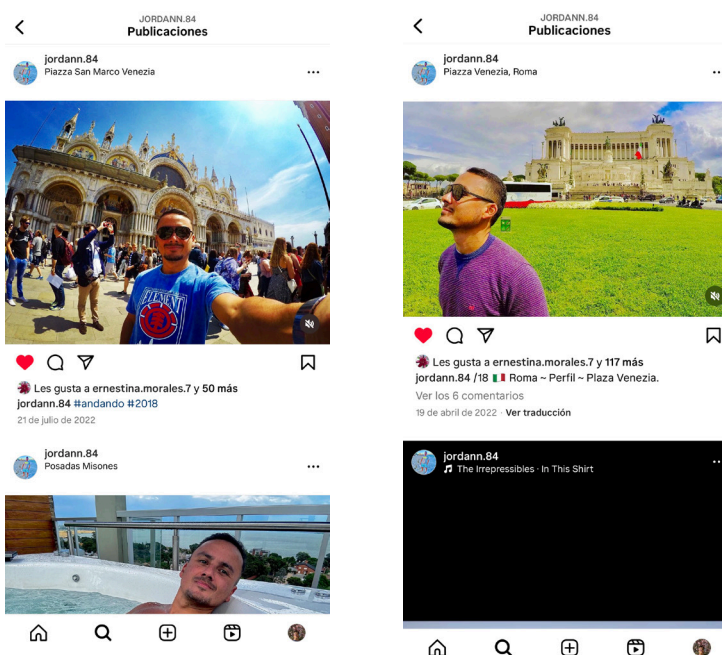 JORDANN.84
Publicaciones
jordann.84
Piazza San Marco Venezia
ELEMENT
Les gusta a ernestina.morales.7 y 50 más
jordann.84 #andando #2018
21 de julio de 2022
jordann.84
Posadas Misones
JORDANN.84
Publicaciones
jordann.84
Piazza Venezia, Roma
Les gusta a ernestina.morales.7 y 117 más
jordann.84 /18 🇮🇹 Roma ~ Perfil ~ Plaza Venezia.
Ver los 6 comentarios
19 de abril de 2022 · Ver traducción
jordann.84
The Irrepressibles · In This Shirt